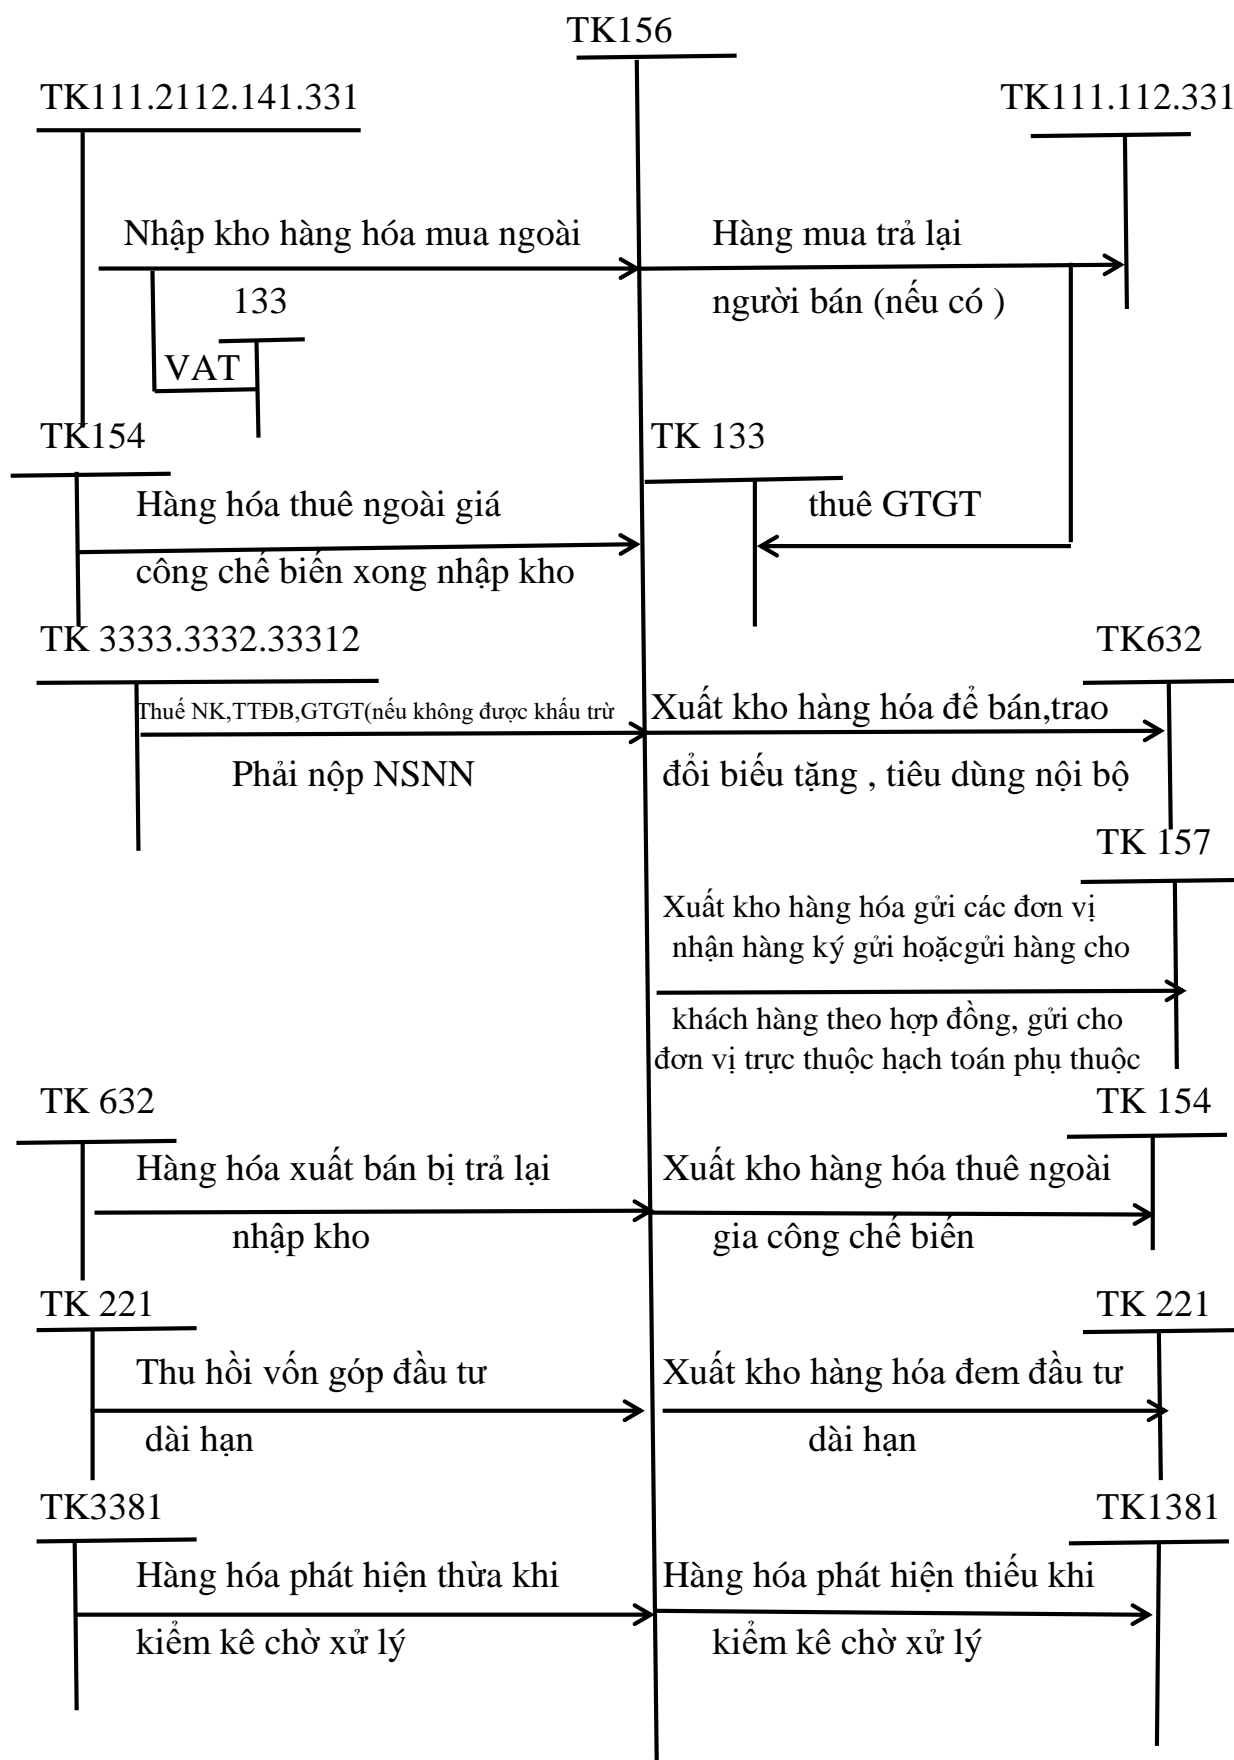 TK156
TK111.2112.141.331
TK111.112.331
Nhập kho hàng hóa mua ngoài
Hàng mua trả lại
133
người bán (nếu có )
VAT
TK154
TK 133
Hàng hóa thuê ngoài giá
thuê GTGT
công chế biến xong nhập kho
TK 3333.3332.33312
TK632
Thuế NK,TTĐB,GTGT(nếu không được khấu trừ
Xuất kho hàng hóa để bán,trao
Phải nộp NSNN
đổi biếu tặng , tiêu dùng nội bộ
TK 157
Xuất kho hàng hóa gửi các đơn vị
nhận hàng ký gửi hoặcgửi hàng cho
khách hàng theo hợp đồng, gửi cho
đơn vị trực thuộc hạch toán phụ thuộc
TK 632
TK 154
Hàng hóa xuất bán bị trả lại
Xuất kho hàng hóa thuê ngoài
nhập kho
gia công chế biến
TK 221
TK 221
Thu hồi vốn góp đầu tư
Xuất kho hàng hóa đem đầu tư
dài hạn
dài hạn
TK3381
TK1381
Hàng hóa phát hiện thừa khi
Hàng hóa phát hiện thiếu khi
kiểm kê chờ xử lý
kiểm kê chờ xử lý